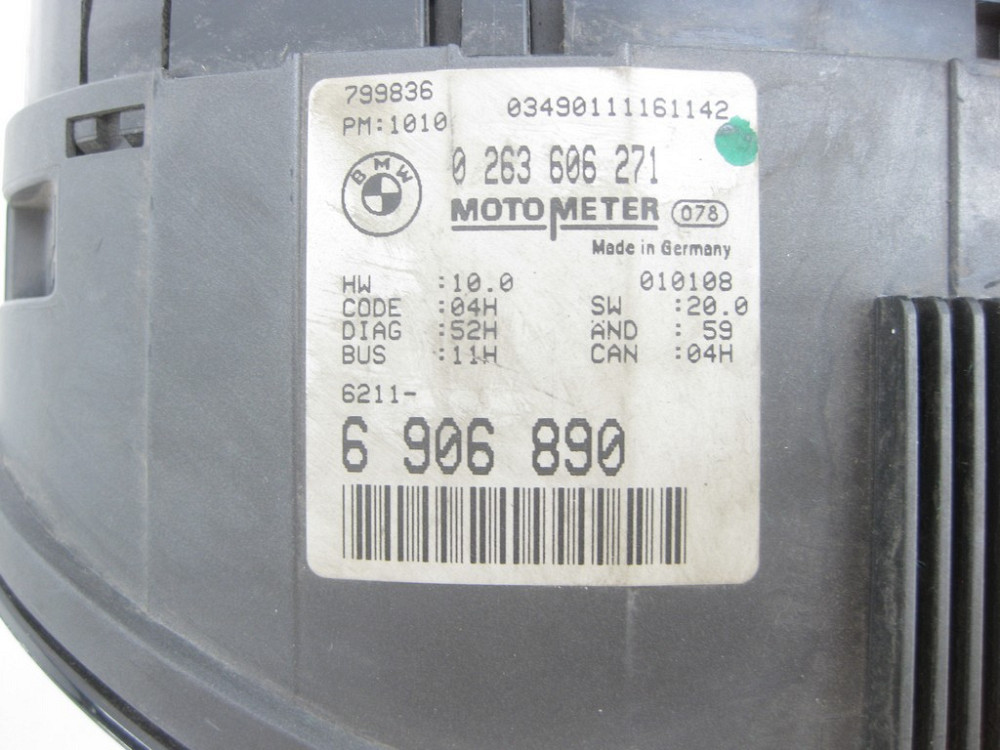 799836
PM:1010
03490111161142
BMW
0 263 606 271
MOTOMETER 078
Made in Germany
HW :10.0 010108
CODE :04H SW :20.0
DIAG :52H AND : 59
BUS :11H CAN :04H
6211-
6 906 890